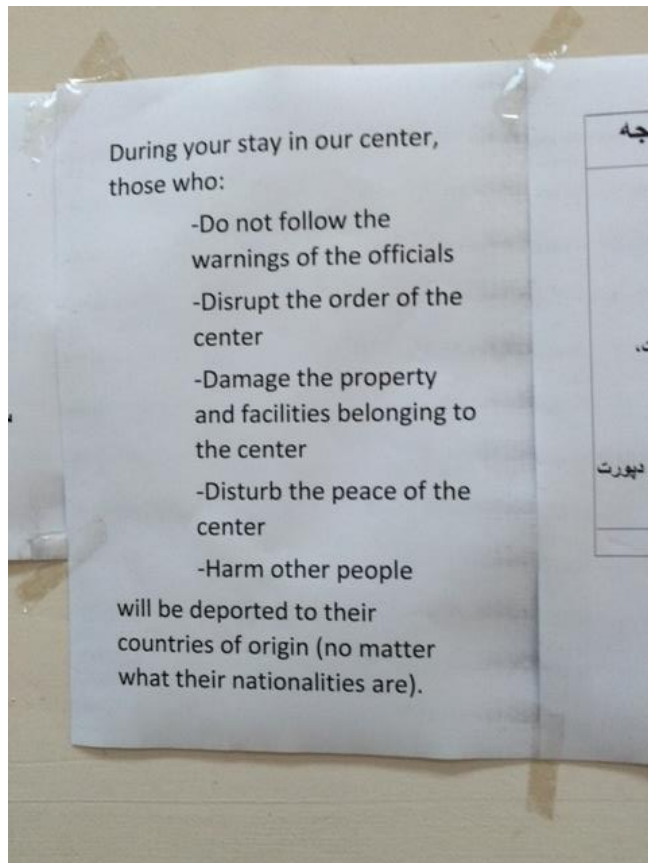 During your stay in our center,
those who:
-Do not follow the
warnings of the officials
-Disrupt the order of the
center
-Damage the property
and facilities belonging to
the center
-Disturb the peace of the
center
-Harm other people
will be deported to their
countries of origin (no matter
what their nationalities are).
دیپورت